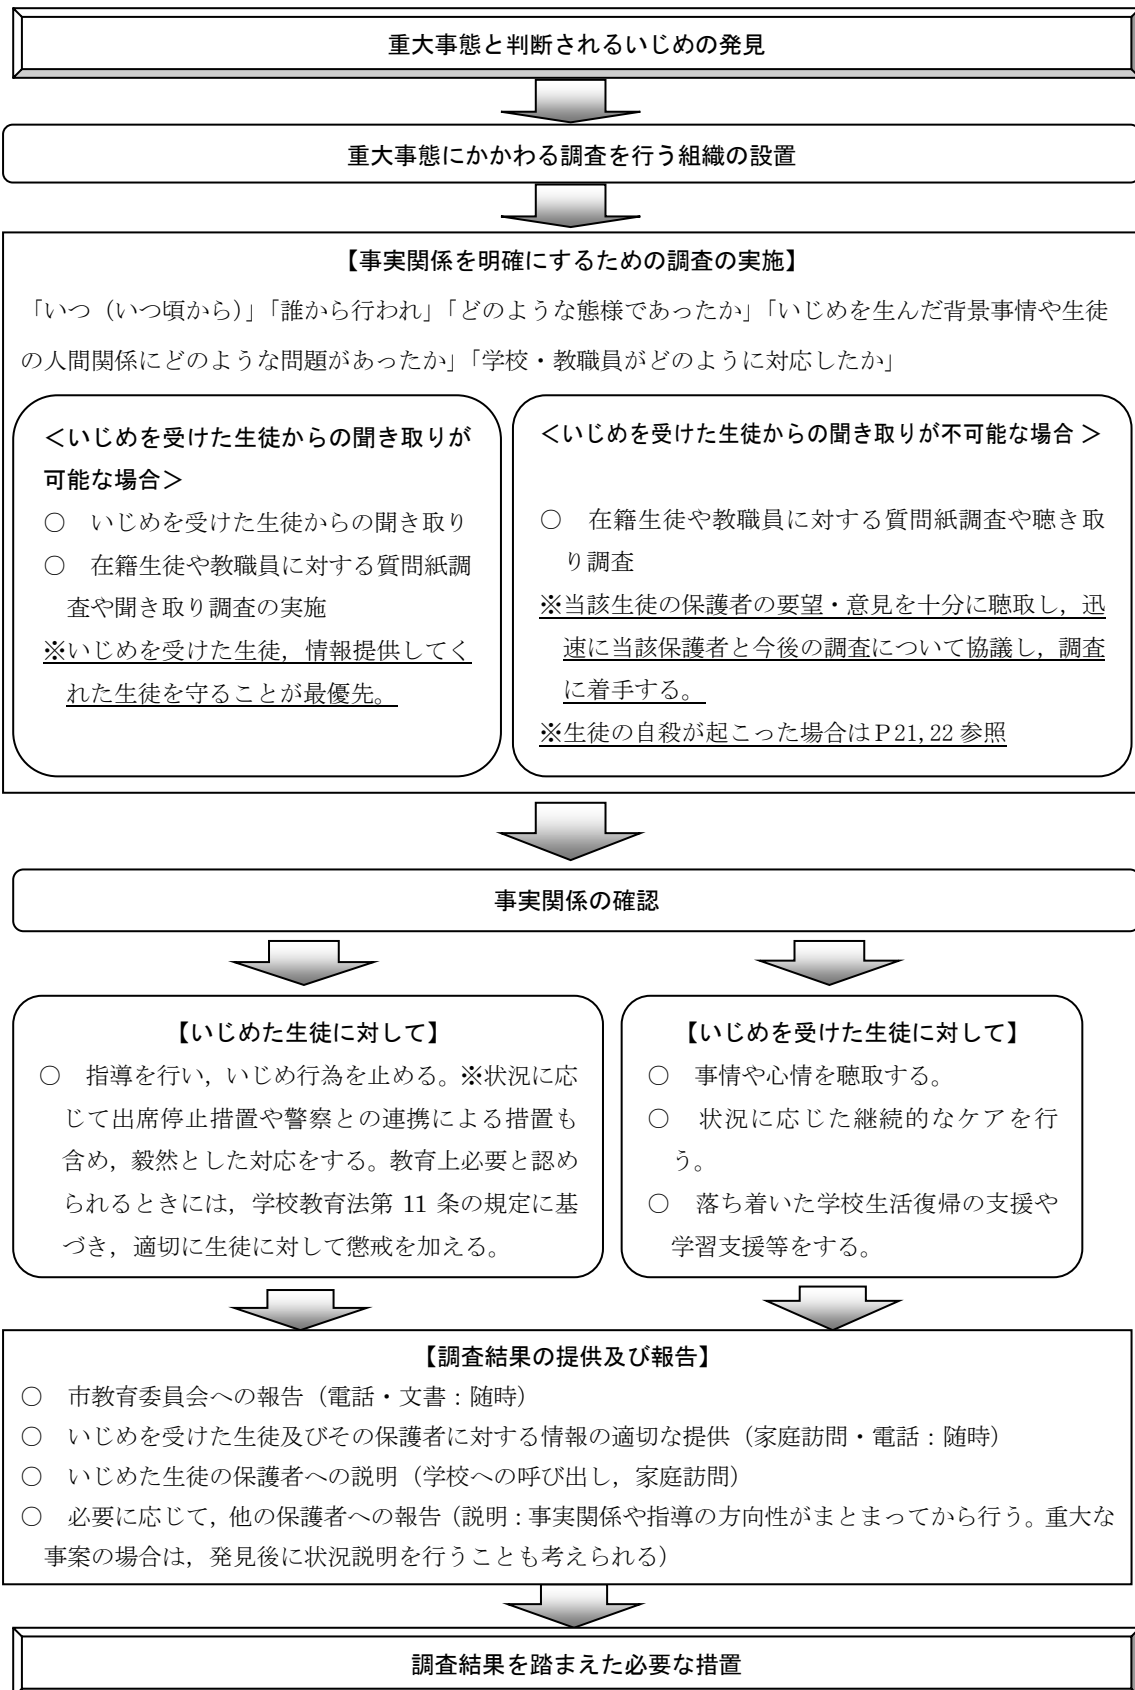 重大事態と判断されるいじめの発見
重大事態にかかわる調査を行う組織の設置
【事実関係を明確にするための調査の実施】
「いつ（いつ頃から）」「誰から行われ」「どのような態様であったか」「いじめを生んだ背景事情や生徒
の人間関係にどのような問題があったか」「学校・教職員がどのように対応したか」
＜いじめを受けた生徒からの聞き取りが
可能な場合＞
○　いじめを受けた生徒からの聞き取り
○　在籍生徒や教職員に対する質問紙調
査や聞き取り調査の実施
※いじめを受けた生徒，情報提供してく
れた生徒を守ることが最優先。
＜いじめを受けた生徒からの聞き取りが不可能な場合 ＞
○　在籍生徒や教職員に対する質問紙調査や聴き取
り調査
※当該生徒の保護者の要望・意見を十分に聴取し，迅
速に当該保護者と今後の調査について協議し，調査
に着手する。
※生徒の自殺が起こった場合はＰ21, 22 参照
事実関係の確認
【いじめた生徒に対して】
○　指導を行い，いじめ行為を止める。※状況に応
じて出席停止措置や警察との連携による措置も
含め，毅然とした対応をする。教育上必要と認め
られるときには，学校教育法第 11 条の規定に基
づき，適切に生徒に対して懲戒を加える。
【いじめを受けた生徒に対して】
○　事情や心情を聴取する。
○　状況に応じた継続的なケアを行
う。
○　落ち着いた学校生活復帰の支援や
学習支援等をする。
【調査結果の提供及び報告】
○　市教育委員会への報告（電話・文書：随時）
○　いじめを受けた生徒及びその保護者に対する情報の適切な提供（家庭訪問・電話：随時）
○　いじめた生徒の保護者への説明（学校への呼び出し，家庭訪問）
○　必要に応じて，他の保護者への報告（説明：事実関係や指導の方向性がまとまってから行う。重大な
事案の場合は，発見後に状況説明を行うことも考えられる）
調査結果を踏まえた必要な措置